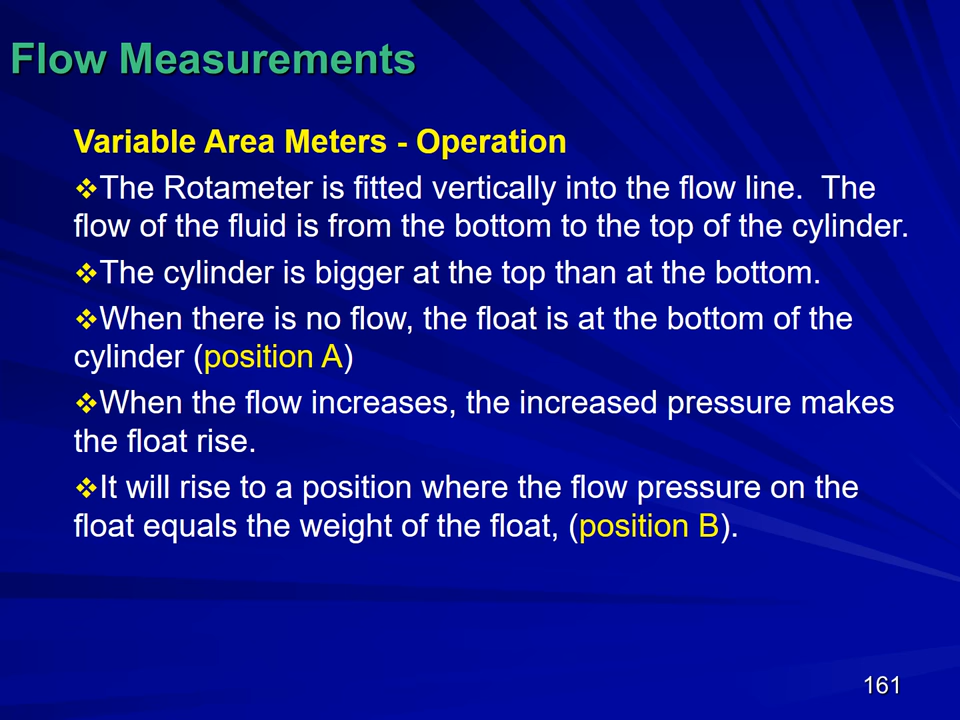 Flow Measurements
Variable Area Meters - Operation
❖The Rotameter is fitted vertically into the flow line.  The
flow of the fluid is from the bottom to the top of the cylinder.
❖The cylinder is bigger at the top than at the bottom.
❖When there is no flow, the float is at the bottom of the
cylinder (position A)
❖When the flow increases, the increased pressure makes
the float rise.
❖It will rise to a position where the flow pressure on the
float equals the weight of the float, (position B).
161